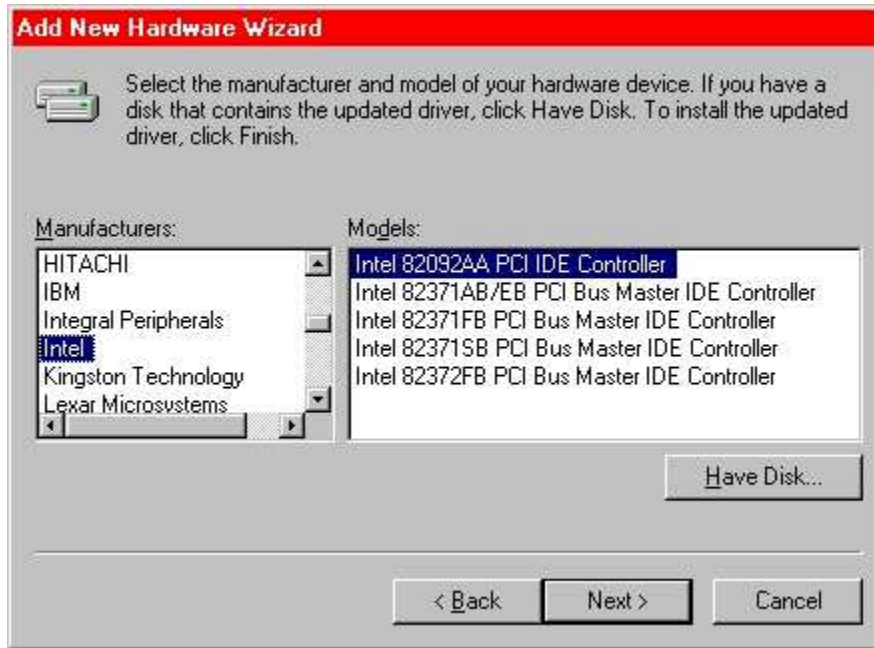 Add New Hardware Wizard
Select the manufacturer and model of your hardware device. If you have a
disk that contains the updated driver, click Have Disk. To install the updated
driver, click Finish.
Manufacturers:
HITACHI
IBM
Integral Peripherals
Intel
Kingston Technology
Lexar Microsystems
Models:
Intel 82092AA PCI IDE Controller
Intel 82371AB/EB PCI Bus Master IDE Controller
Intel 82371FB PCI Bus Master IDE Controller
Intel 82371SB PCI Bus Master IDE Controller
Intel 82372FB PCI Bus Master IDE Controller
Have Disk...
< Back
Next >
Cancel